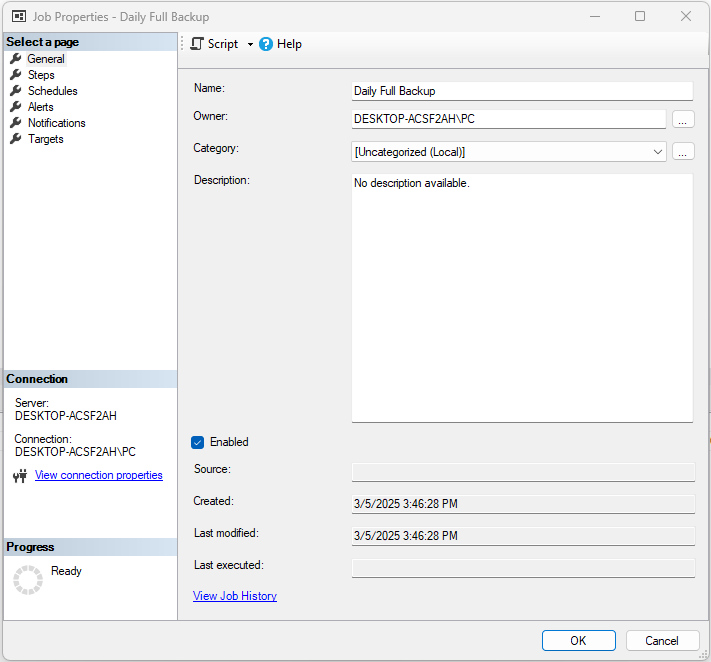 Job Properties - Daily Full Backup
Select a page
General
Steps
Schedules
Alerts
Notifications
Targets
Script
Help
Name:
Daily Full Backup
Owner:
DESKTOP-ACSF2AH\PC
...
Category:
[Uncategorized (Local)]
...
Description:
No description available.
Enabled
Source:
Created:
3/5/2025 3:46:28 PM
Last modified:
3/5/2025 3:46:28 PM
Last executed:
View Job History
Connection
Server:
DESKTOP-ACSF2AH
Connection:
DESKTOP-ACSF2AH\PC
View connection properties
Progress
Ready
OK
Cancel